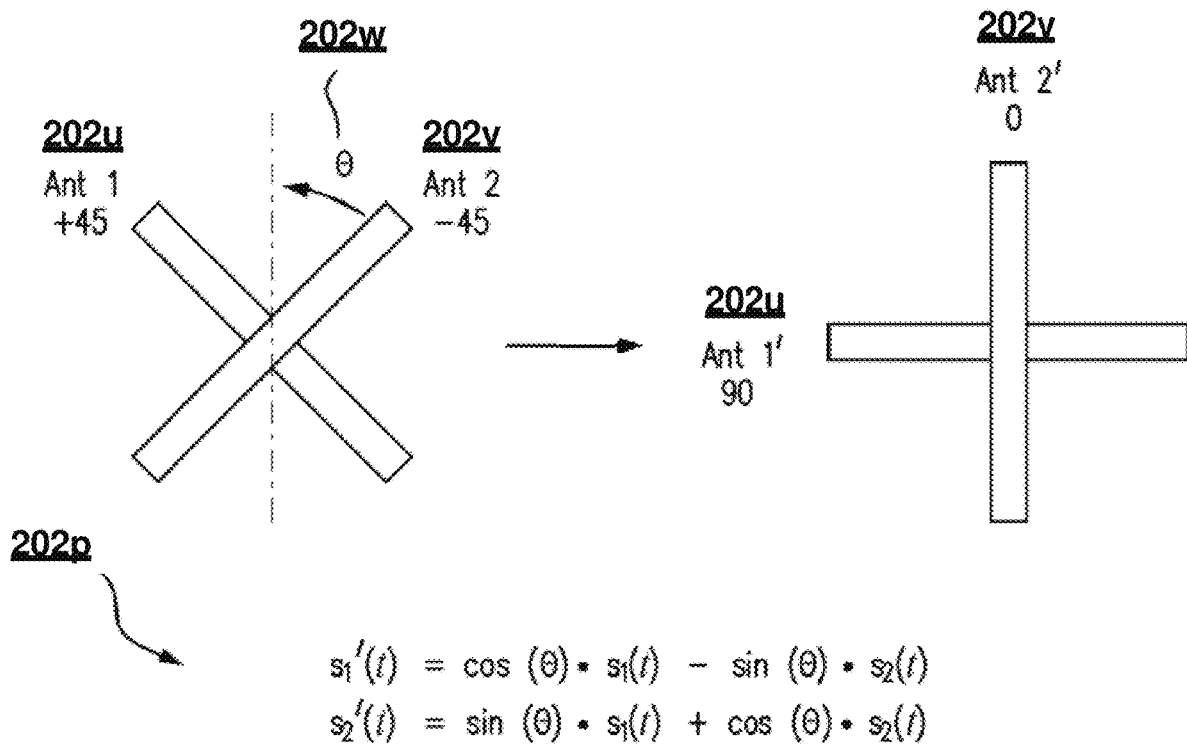 202w
202v
Ant 2′
0
202u
Ant 1
+45
θ
202v
Ant 2
−45
202u
Ant 1′
90
202p
s₁′(t) = cos (θ) • s₁(t) − sin (θ) • s₂(t)
s₂′(t) = sin (θ) • s₁(t) + cos (θ) • s₂(t)